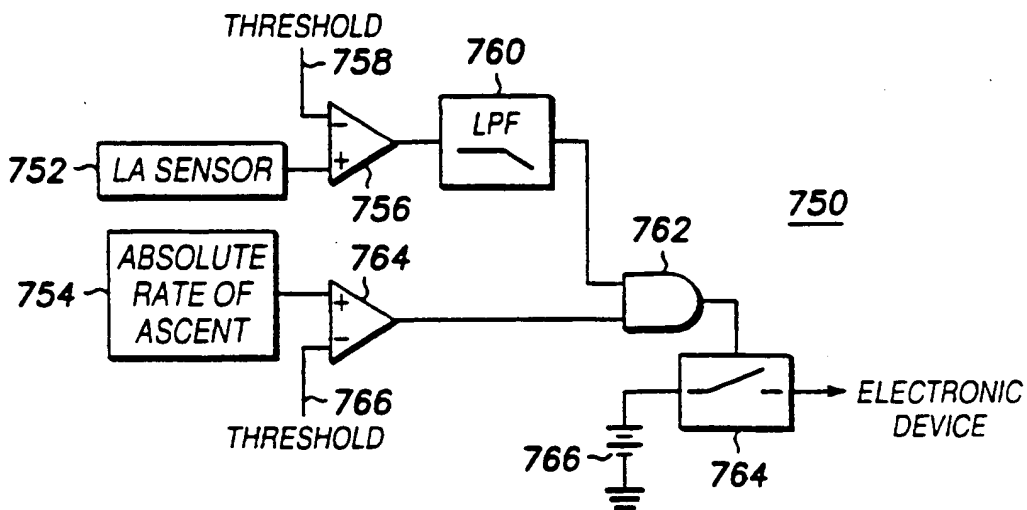 THRESHOLD
758
760
LPF
752
LA SENSOR
756
750
762
754
ABSOLUTE
RATE OF
ASCENT
764
766
THRESHOLD
ELECTRONIC
DEVICE
766
764